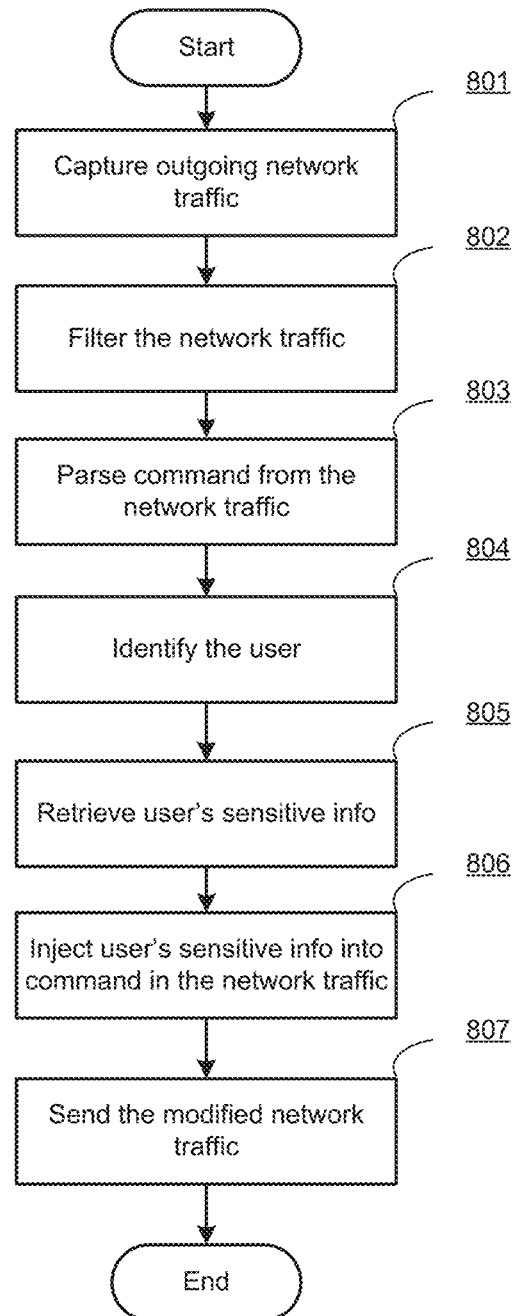 Start
801
Capture outgoing network
traffic
802
Filter the network traffic
803
Parse command from the
network traffic
804
Identify the user
805
Retrieve user's sensitive info
806
Inject user's sensitive info into
command in the network traffic
807
Send the modified network
traffic
End